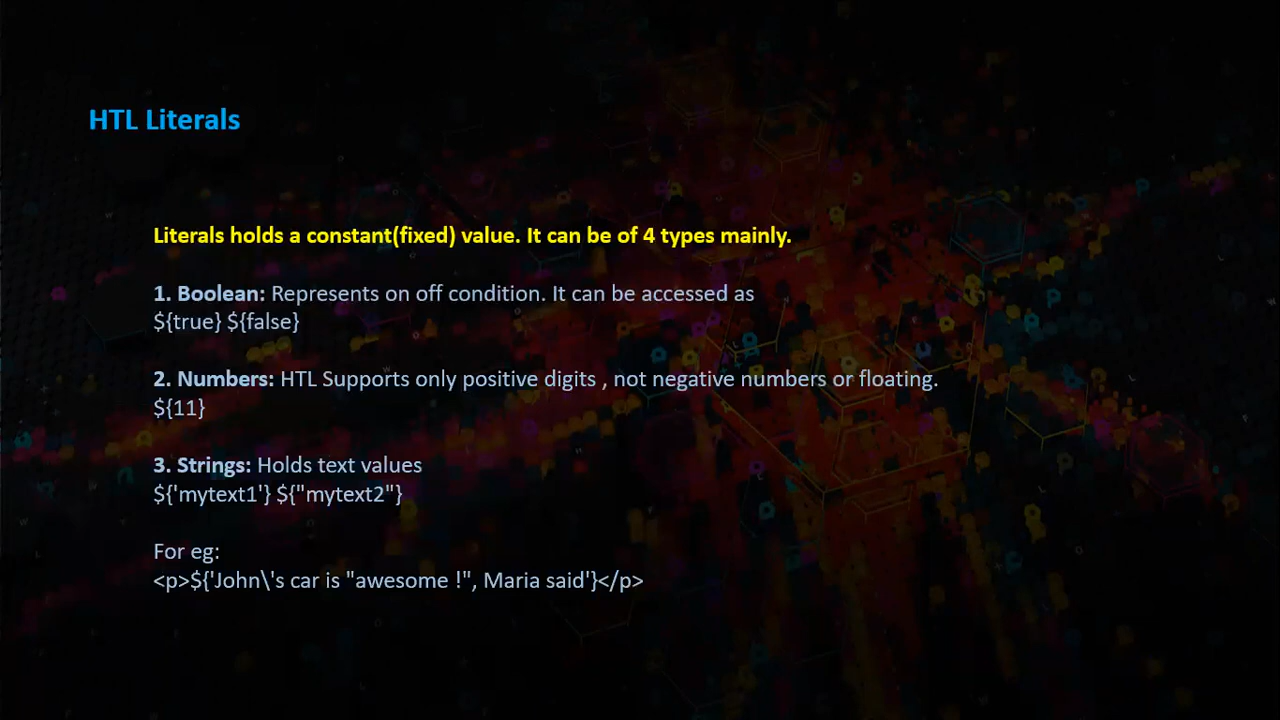 HTL Literals
Literals holds a constant(fixed) value. It can be of 4 types mainly.
1. Boolean: Represents on off condition. It can be accessed as
${true} ${false}
2. Numbers: HTL Supports only positive digits , not negative numbers or floating.
${11}
3. Strings: Holds text values
${'mytext1'} ${"mytext2"}
For eg:
<p>${'John\'s car is "awesome !", Maria said'}</p>